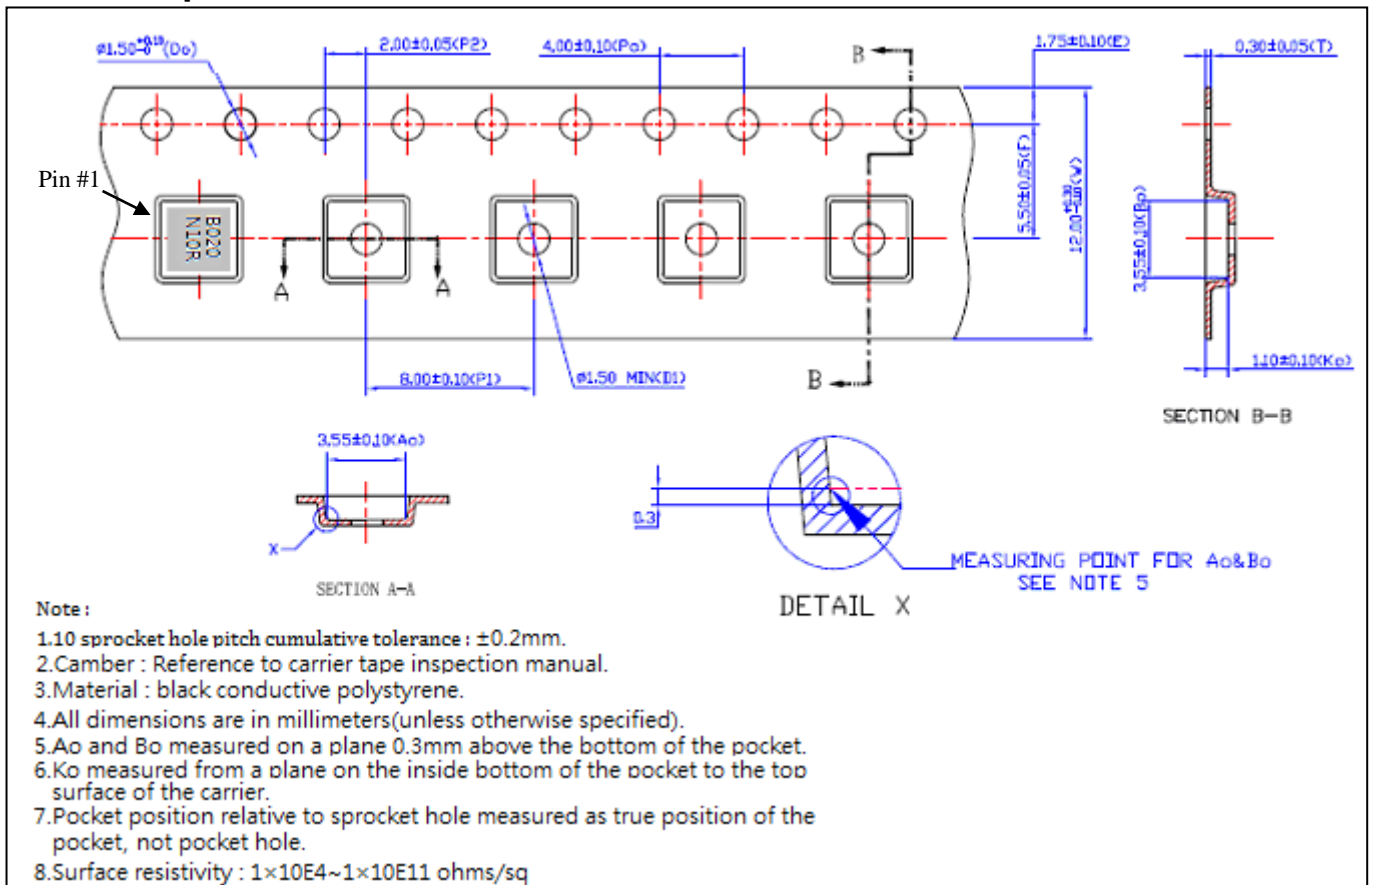 ø1.50+0.10-0(Do)
2.00±0.05(P2)
4.00±0.10(Po)
B
1.75±0.10(E)
0.30±0.05(T)
Pin #1
BO20
N10R
A
A
5.50±0.05(F)
(W)
3.55±0.10(Bo)
8.00±0.10(P1)
ø1.50 MIN(D1)
B
1.10±0.10(Ko)
SECTION B-B
3.55±0.10(Ao)
0.3
X
SECTION A-A
MEASURING POINT FOR Ao&Bo
SEE NOTE 5
DETAIL X
Note :
1.10 sprocket hole pitch cumulative tolerance : ±0.2mm.
2.Camber : Reference to carrier tape inspection manual.
3.Material : black conductive polystyrene.
4.All dimensions are in millimeters(unless otherwise specified).
5.Ao and Bo measured on a plane 0.3mm above the bottom of the pocket.
6.Ko measured from a plane on the inside bottom of the pocket to the top
surface of the carrier.
7.Pocket position relative to sprocket hole measured as true position of the
pocket, not pocket hole.
8.Surface resistivity : 1×10E4~1×10E11 ohms/sq